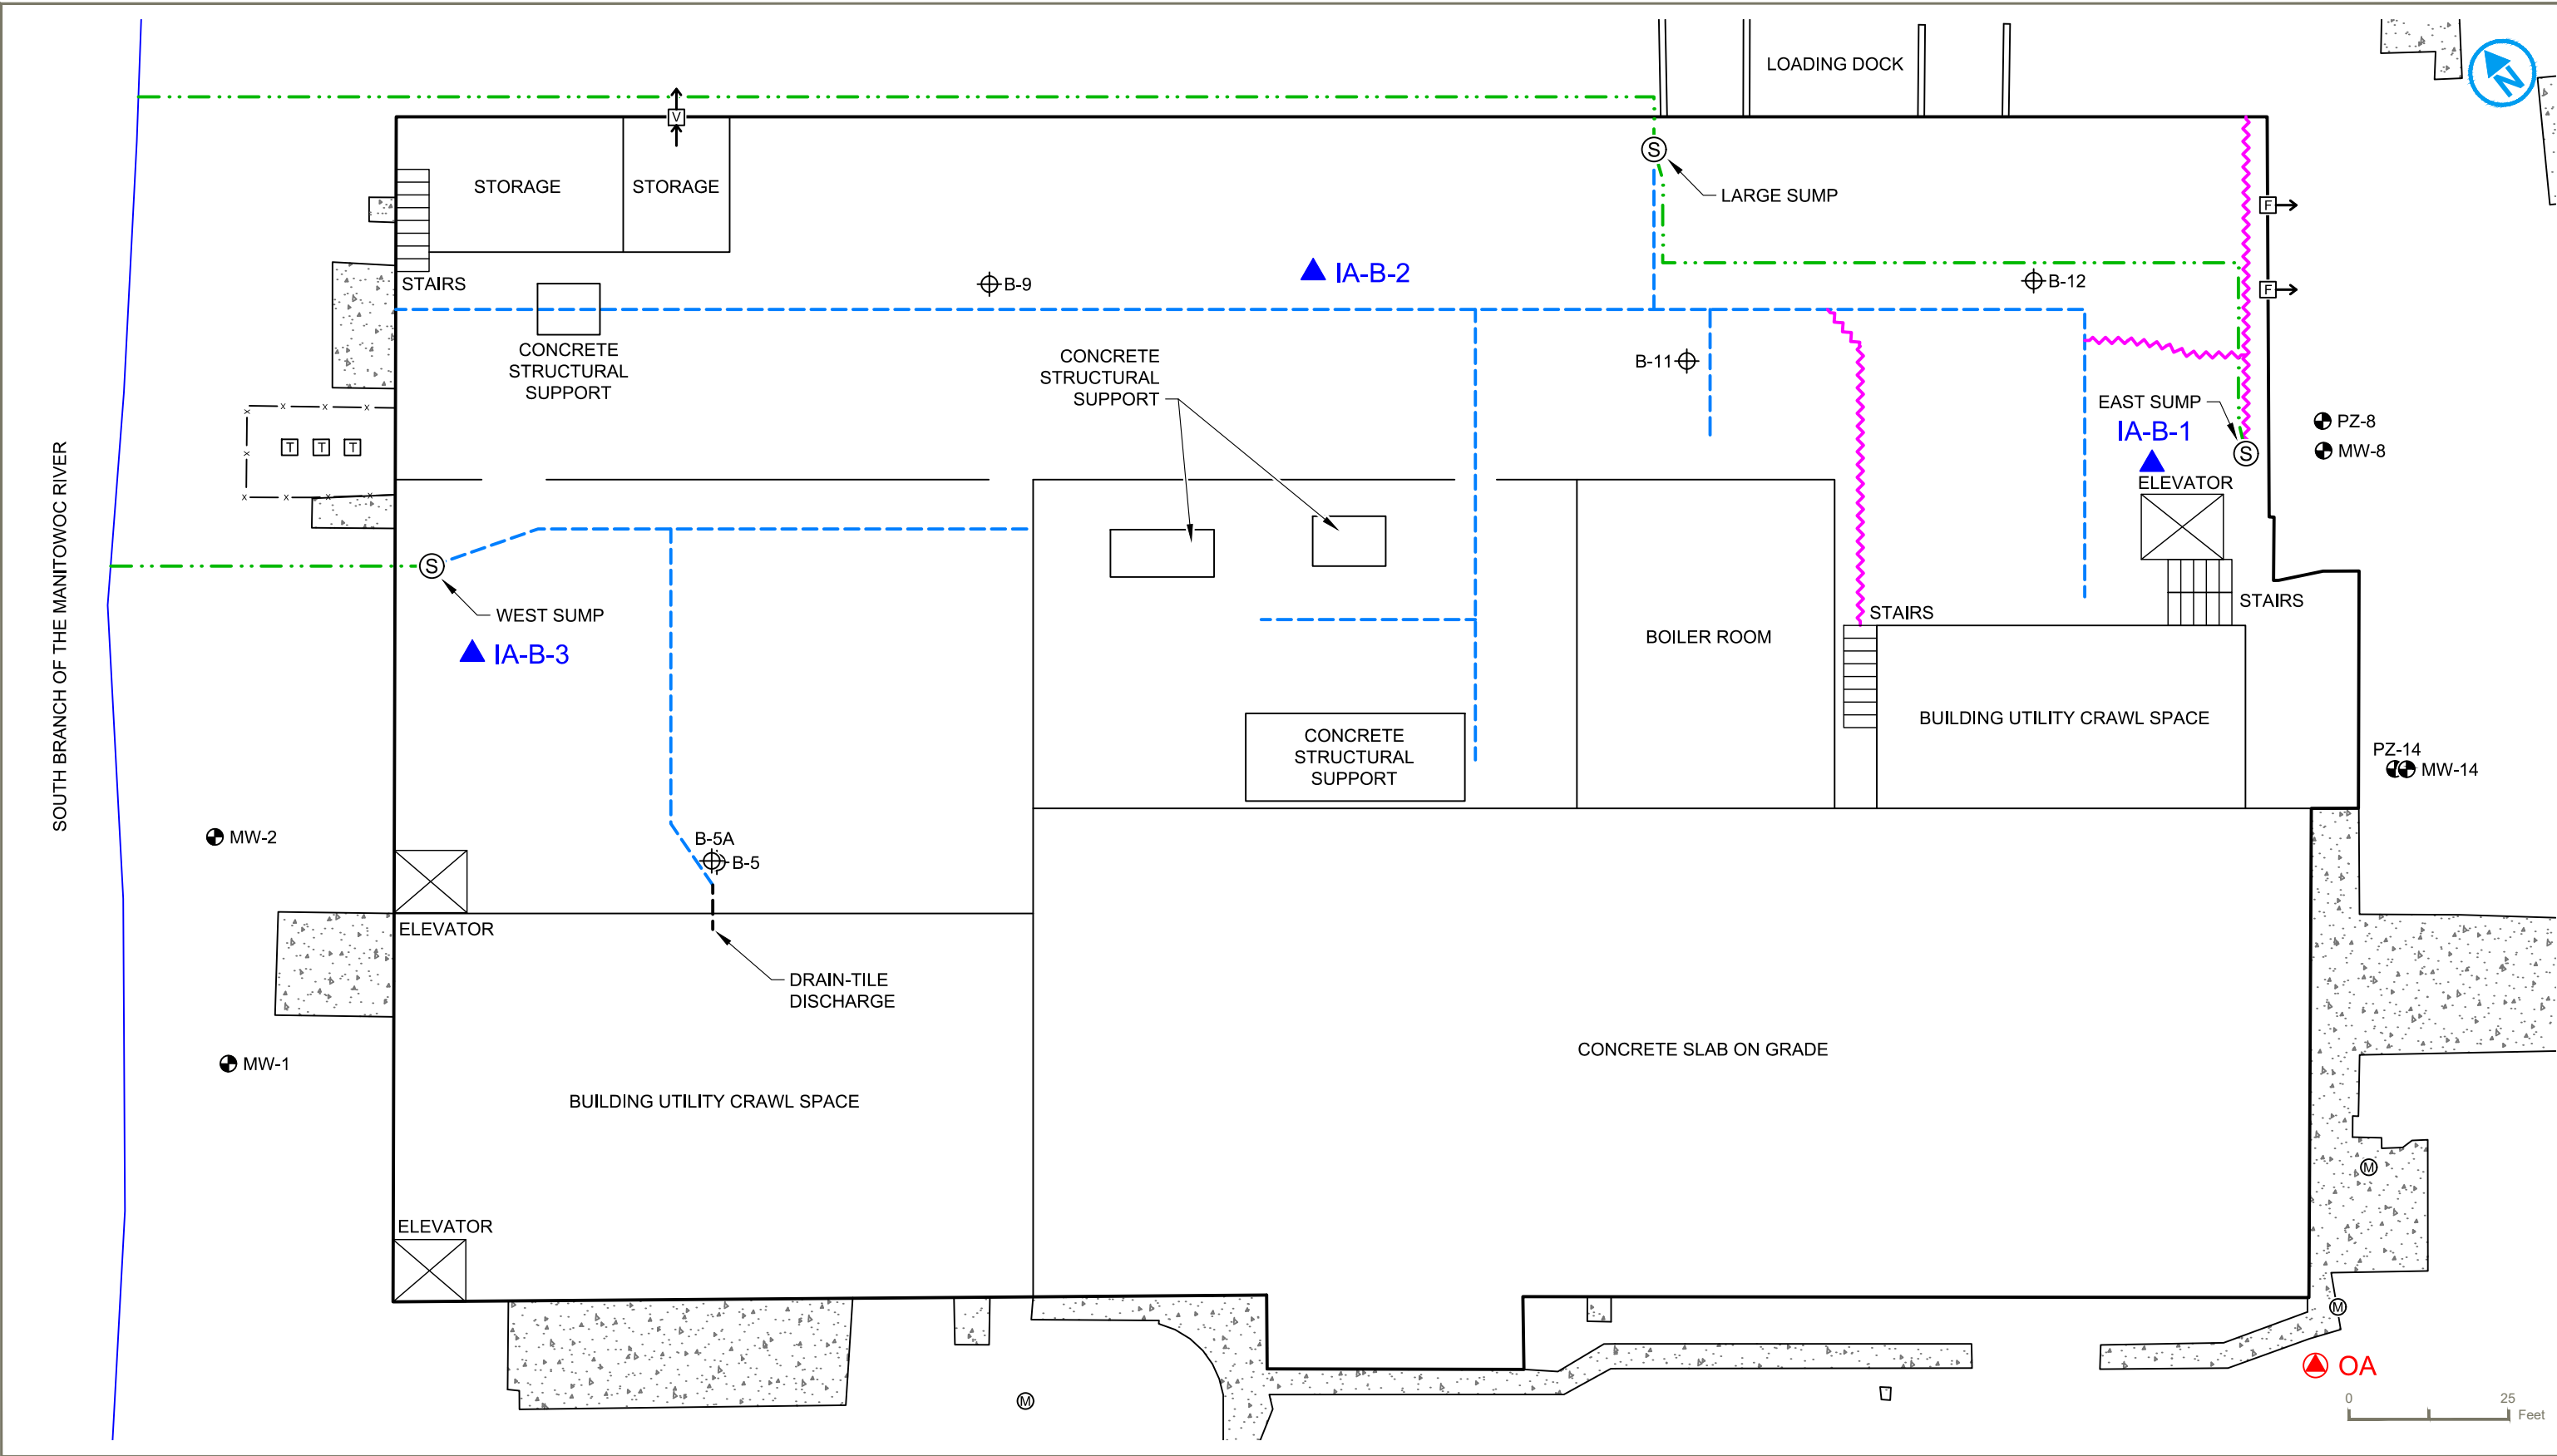 LOADING DOCK
N
V
STORAGE
STORAGE
S
LARGE SUMP
F
STAIRS
B-9
IA-B-2
B-12
F
CONCRETE
STRUCTURAL
SUPPORT
CONCRETE
STRUCTURAL
SUPPORT
B-11
EAST SUMP
IA-B-1
S
PZ-8
MW-8
T T T
ELEVATOR
SOUTH BRANCH OF THE MANITOWOC RIVER
S
WEST SUMP
IA-B-3
STAIRS
STAIRS
BOILER ROOM
BUILDING UTILITY CRAWL SPACE
CONCRETE
STRUCTURAL
SUPPORT
PZ-14
MW-14
MW-2
B-5A
B-5
ELEVATOR
DRAIN-TILE
DISCHARGE
MW-1
BUILDING UTILITY CRAWL SPACE
CONCRETE SLAB ON GRADE
M
ELEVATOR
M
M
OA
0 25
Feet